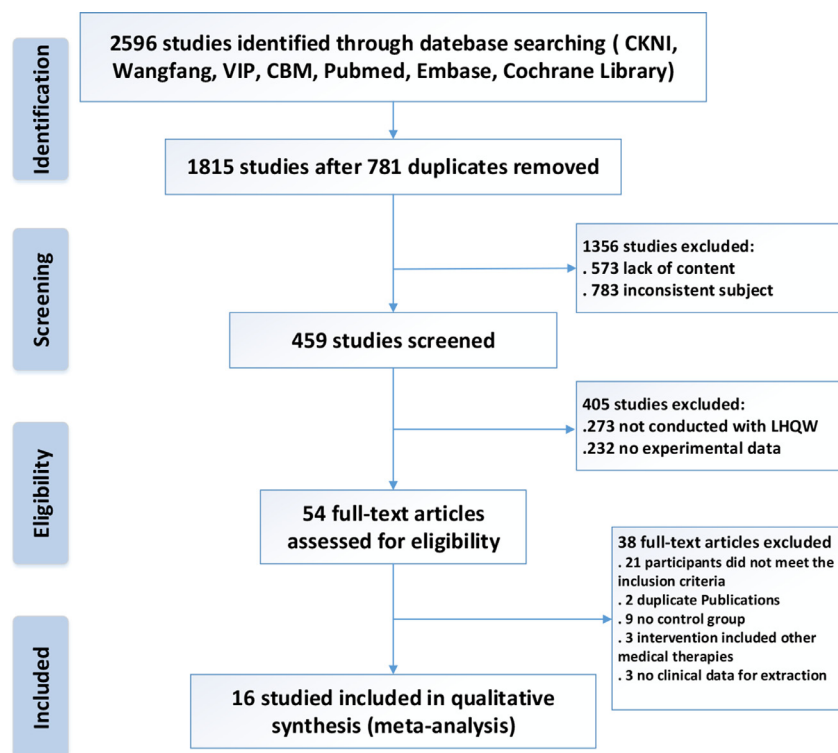 Identification
2596 studies identified through datebase searching ( CKNI,
Wangfang, VIP, CBM, Pubmed, Embase, Cochrane Library)
1815 studies after 781 duplicates removed
Screening
1356 studies excluded:
. 573 lack of content
. 783 inconsistent subject
459 studies screened
Eligibility
405 studies excluded:
.273 not conducted with LHQW
.232 no experimental data
54 full-text articles
assessed for eligibility
38 full-text articles excluded
. 21 participants did not meet the
inclusion criteria
. 2 duplicate Publications
. 9 no control group
. 3 intervention included other
medical therapies
. 3 no clinical data for extraction
Included
16 studied included in qualitative
synthesis (meta-analysis)